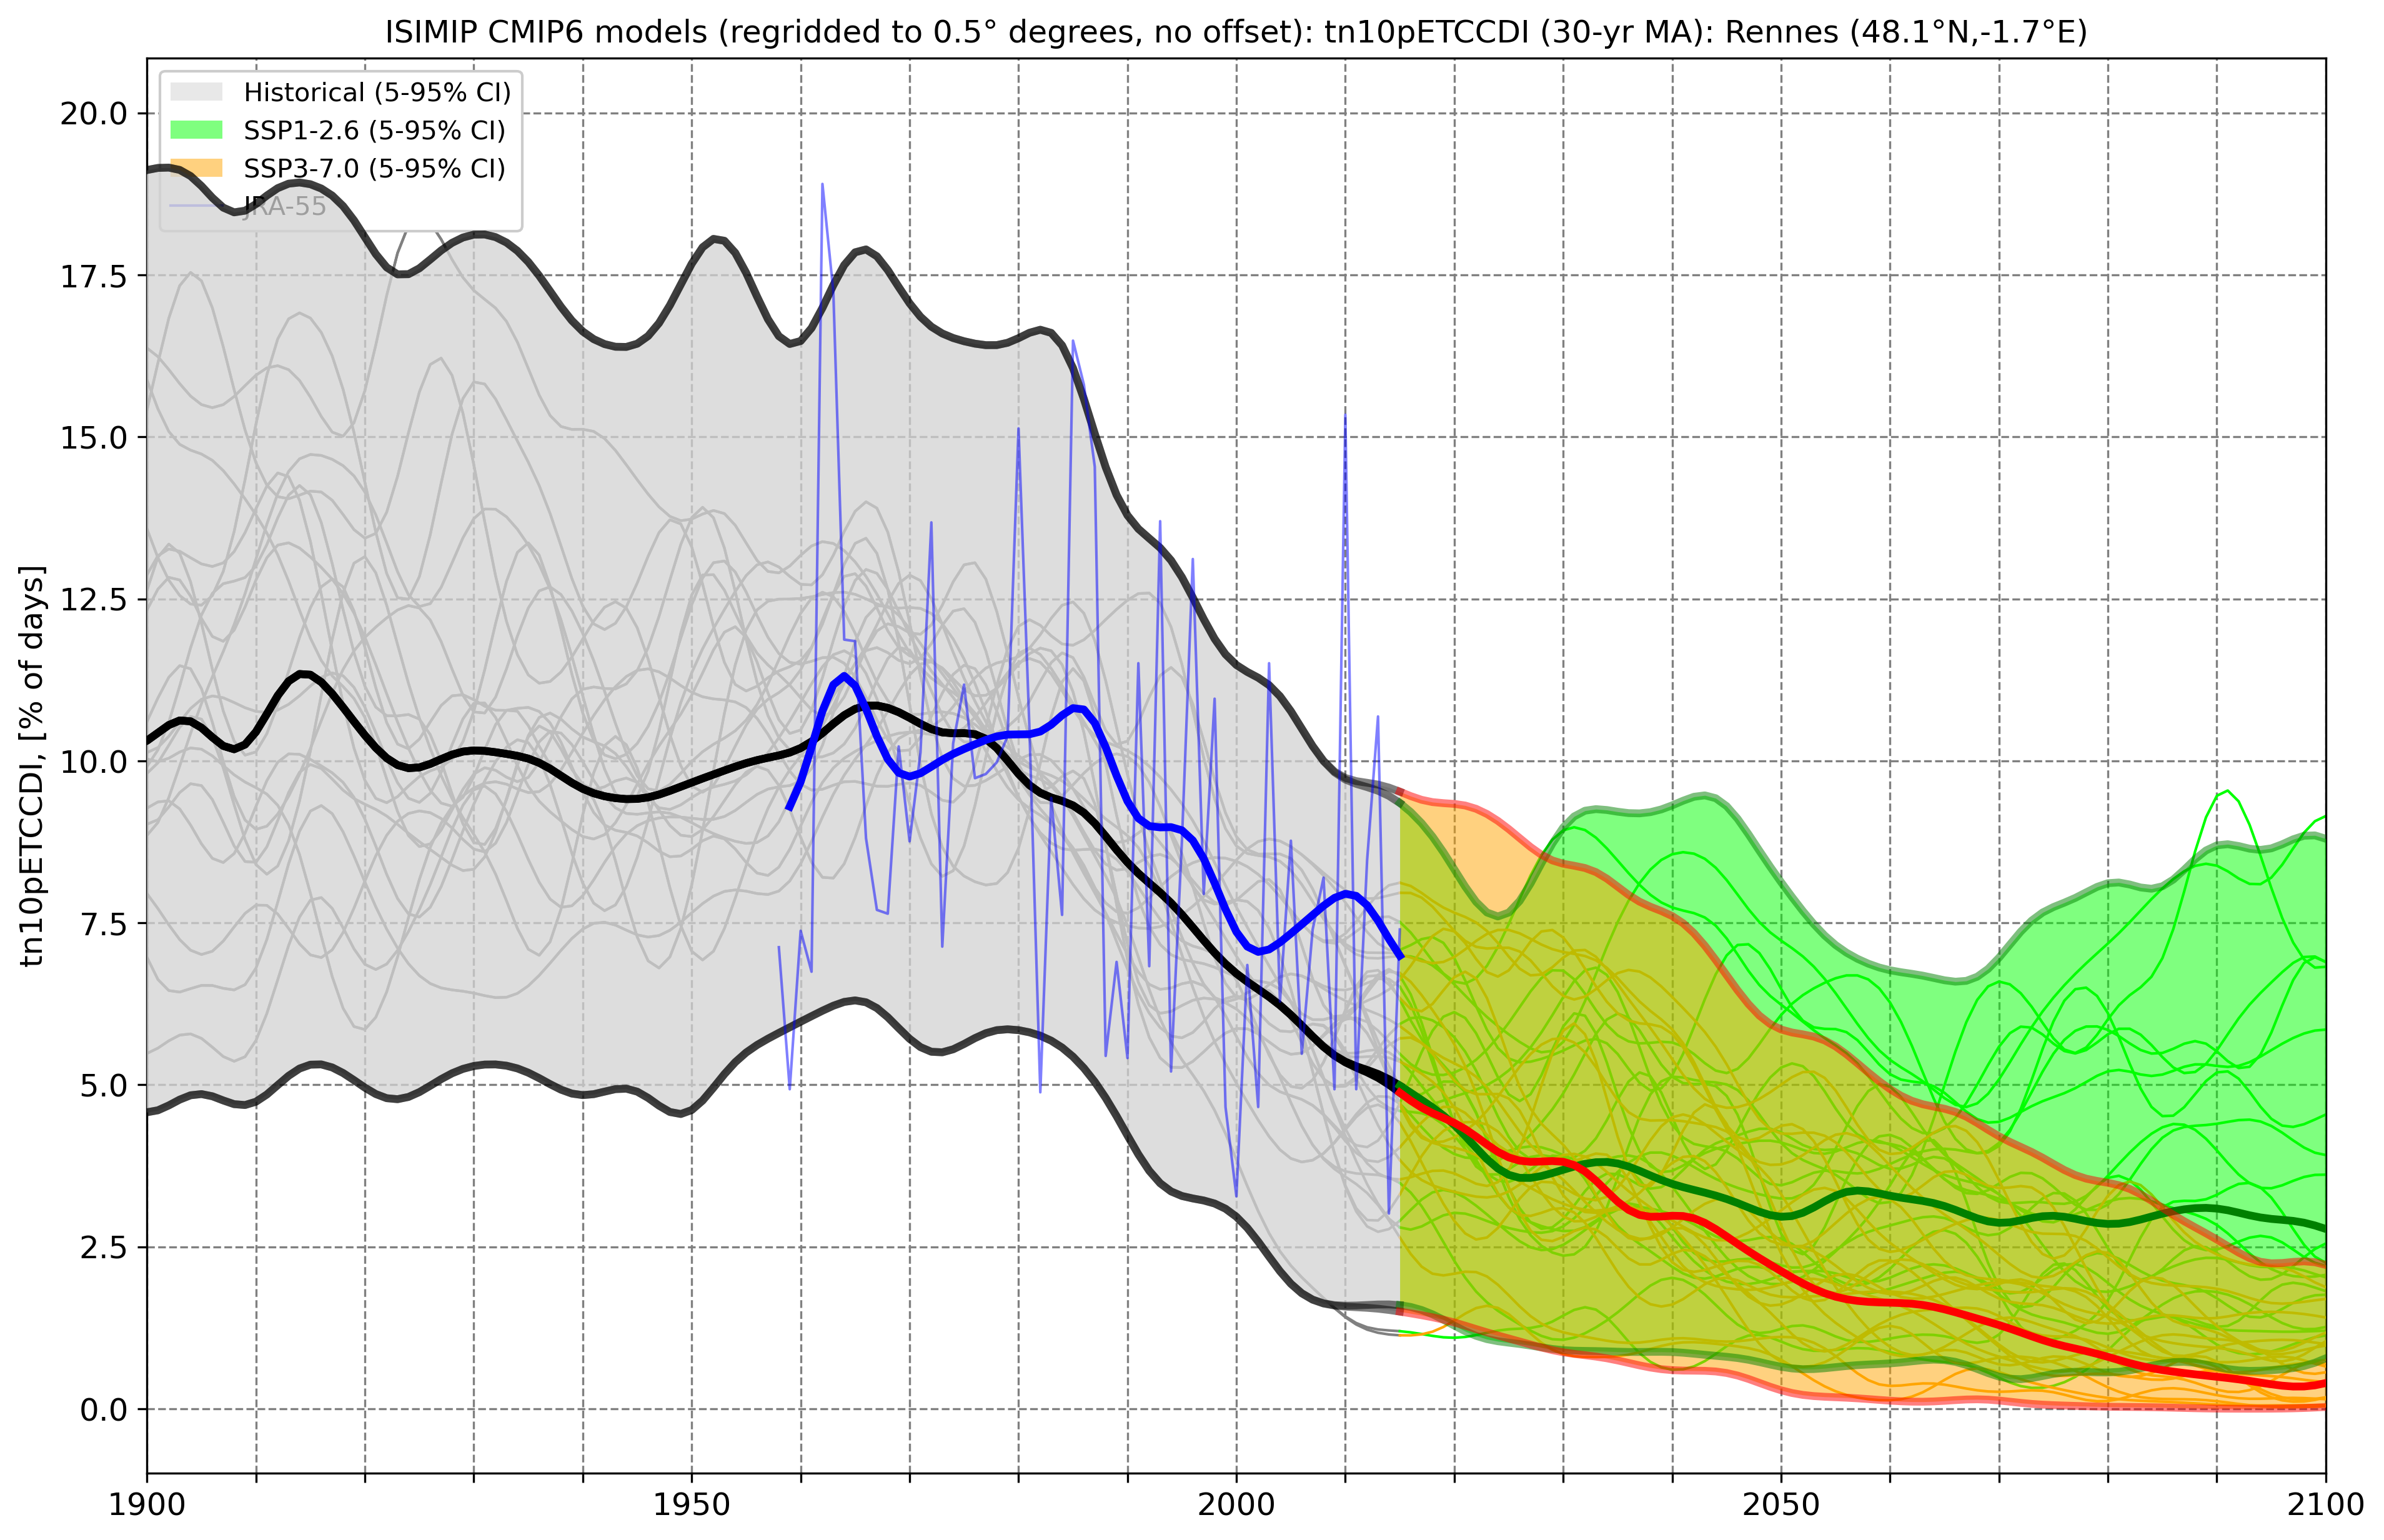 ISIMIP CMIP6 models (regridded to 0.5° degrees, no offset): tn10pETCCDI (30-yr MA): Rennes (48.1°N,-1.7°E)
Historical (5-95% CI)
SSP1-2.6 (5-95% CI)
SSP3-7.0 (5-95% CI)
JRA-55
tn10pETCCDI, [% of days]
20.0
17.5
15.0
12.5
10.0
7.5
5.0
2.5
0.0
1900
1950
2000
2050
2100